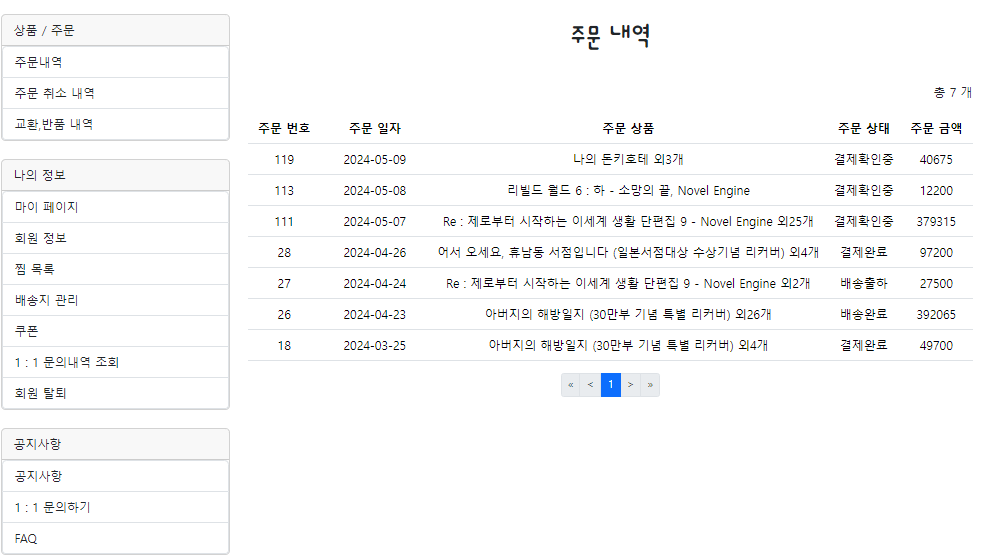 상품 / 주문
주문내역
주문 취소 내역
교환,반품 내역
나의 정보
마이 페이지
회원 정보
찜 목록
배송지 관리
쿠폰
1 : 1 문의내역 조회
회원 탈퇴
공지사항
공지사항
1 : 1 문의하기
FAQ
주문 내역
총 7 개
주문 번호 주문 일자 주문 상품 주문 상태 주문 금액
119 2024-05-09 나의 돈키호테 외3개 결제확인중 40675
113 2024-05-08 리빌드 월드 6 : 하 - 소망의 끝, Novel Engine 결제확인중 12200
111 2024-05-07 Re : 제로부터 시작하는 이세계 생활 단편집 9 - Novel Engine 외25개 결제확인중 379315
28 2024-04-26 어서 오세요, 휴남동 서점입니다 (일본서점대상 수상기념 리커버) 외4개 결제완료 97200
27 2024-04-24 Re : 제로부터 시작하는 이세계 생활 단편집 9 - Novel Engine 외2개 배송출하 27500
26 2024-04-23 아버지의 해방일지 (30만부 기념 특별 리커버) 외26개 배송완료 392065
18 2024-03-25 아버지의 해방일지 (30만부 기념 특별 리커버) 외4개 결제완료 49700
« < 1 > »